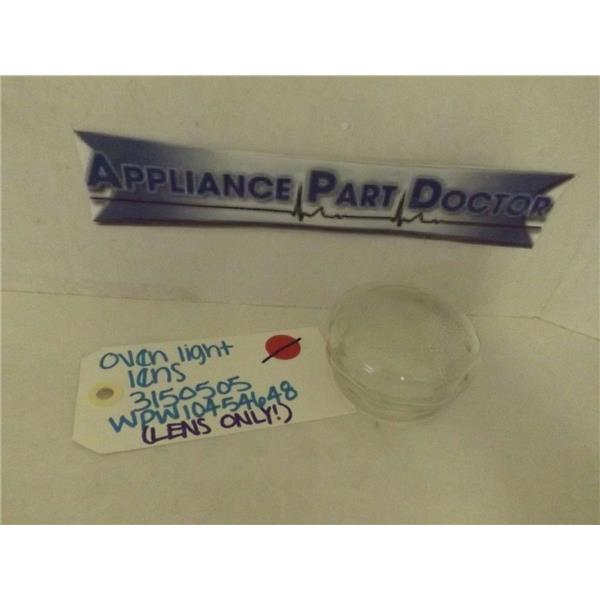 APPLIANCE PART DOCTOR
oven light
lens
3150505
WPW10454648
(LENS ONLY!)